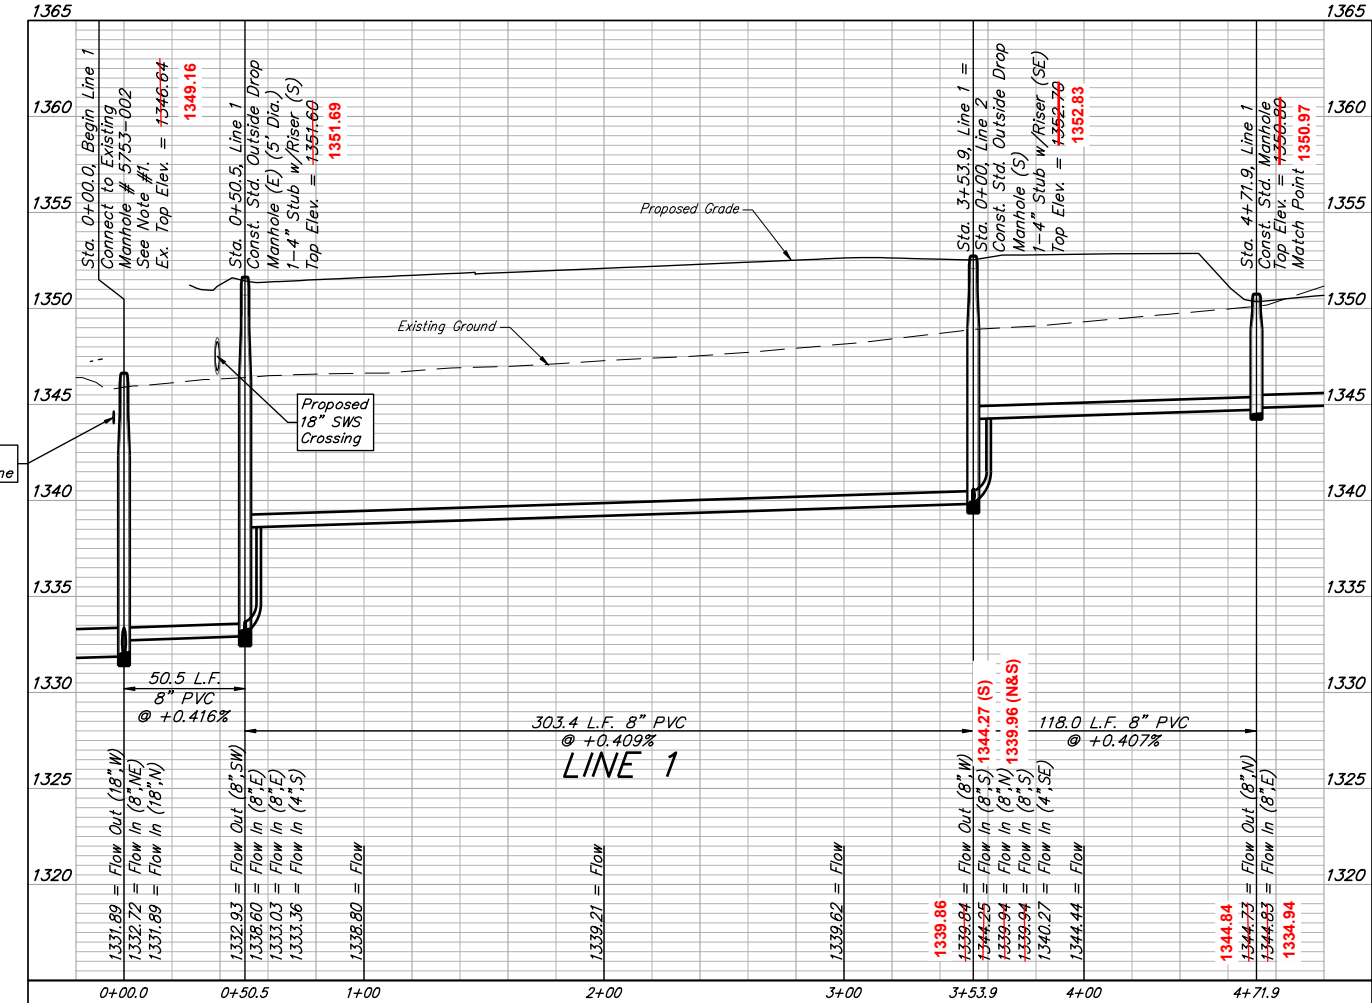 1365
1360
1355
1350
1345
1340
1335
1330
1325
1320
1365
1360
1355
1350
1345
1340
1335
1330
1325
1320
Sta. 0+00.0, Begin Line 1
Connect to Existing
Manhole # 5753-002
See Note #1.
Ex. Top Elev. = 1346.64
1349.16
Sta. 0+50.5, Line 1
Const. Std. Outside Drop
Manhole (E) (5' Dia.)
1-4" Stub w/Riser (S)
Top Elev. = 1351.60
1351.69
Proposed Grade
Existing Ground
Proposed
18" SWS
Crossing
Sta. 3+53.9, Line 1 =
Sta. 0+00, Line 2
Const. Std. Outside Drop
Manhole (S)
1-4" Stub w/Riser (SE)
Top Elev. = 1352.70
1352.83
Sta. 4+71.9, Line 1
Const. Std. Manhole
Top Elev. = 1350.80
Match Point
1350.97
ne
50.5 L.F.
8" PVC
@ +0.416%
303.4 L.F. 8" PVC
@ +0.409%
LINE 1
118.0 L.F. 8" PVC
@ +0.407%
1344.27 (S)
1339.96 (N&S)
1331.89 = Flow Out (18",W)
1332.72 = Flow In (8",NE)
1331.89 = Flow In (18",N)
1332.93 = Flow Out (8",SW)
1338.60 = Flow In (8",E)
1333.03 = Flow In (8",E)
1333.36 = Flow In (4",S)
1338.80 = Flow
1339.21 = Flow
1339.62 = Flow
1339.86
1339.84 = Flow Out (8",W)
1344.25 = Flow In (8",S)
1339.94 = Flow In (8",N)
1339.94 = Flow In (8",S)
1340.27 = Flow In (4",SE)
1344.44 = Flow
1344.84
1344.73 = Flow Out (8",N)
1344.83 = Flow In (8",E)
1334.94
0+00.0
0+50.5
1+00
2+00
3+00
3+53.9
4+00
4+71.9